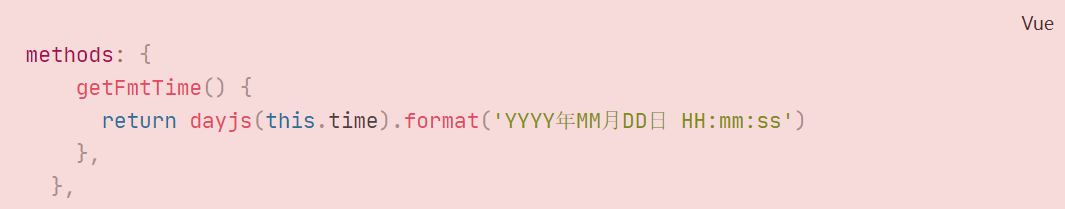 Vue
methods: {
getFmtTime() {
return dayjs(this.time).format('YYYY年MM月DD日 HH:mm:ss')
},
},